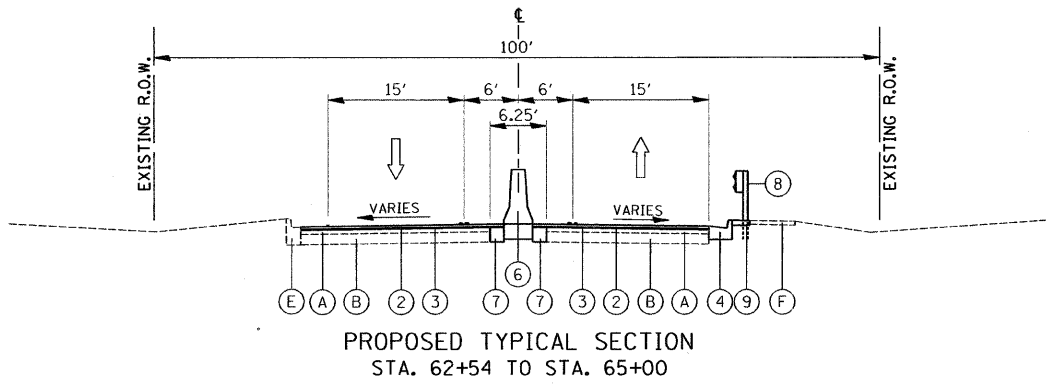 ℄
100'
EXISTING R.O.W.
EXISTING R.O.W.
15' 6' 6' 15'
6.25'
8
VARIES VARIES
6
E A B 2 3 7 7 3 2 B A 4 9 F
PROPOSED TYPICAL SECTION
STA. 62+54 TO STA. 65+00